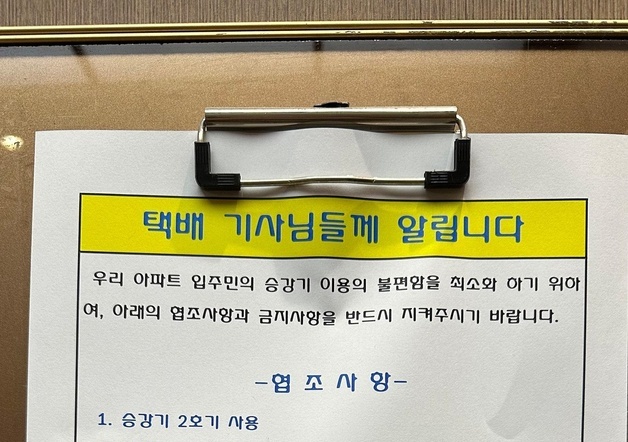 택배 기사님들께 알립니다
우리 아파트 입주민의 승강기 이용의 불편함을 최소화 하기 위하
여, 아래의 협조사항과 금지사항을 반드시 지켜주시기 바랍니다.
-협 조 사 항-
1. 승강기 2호기 사용